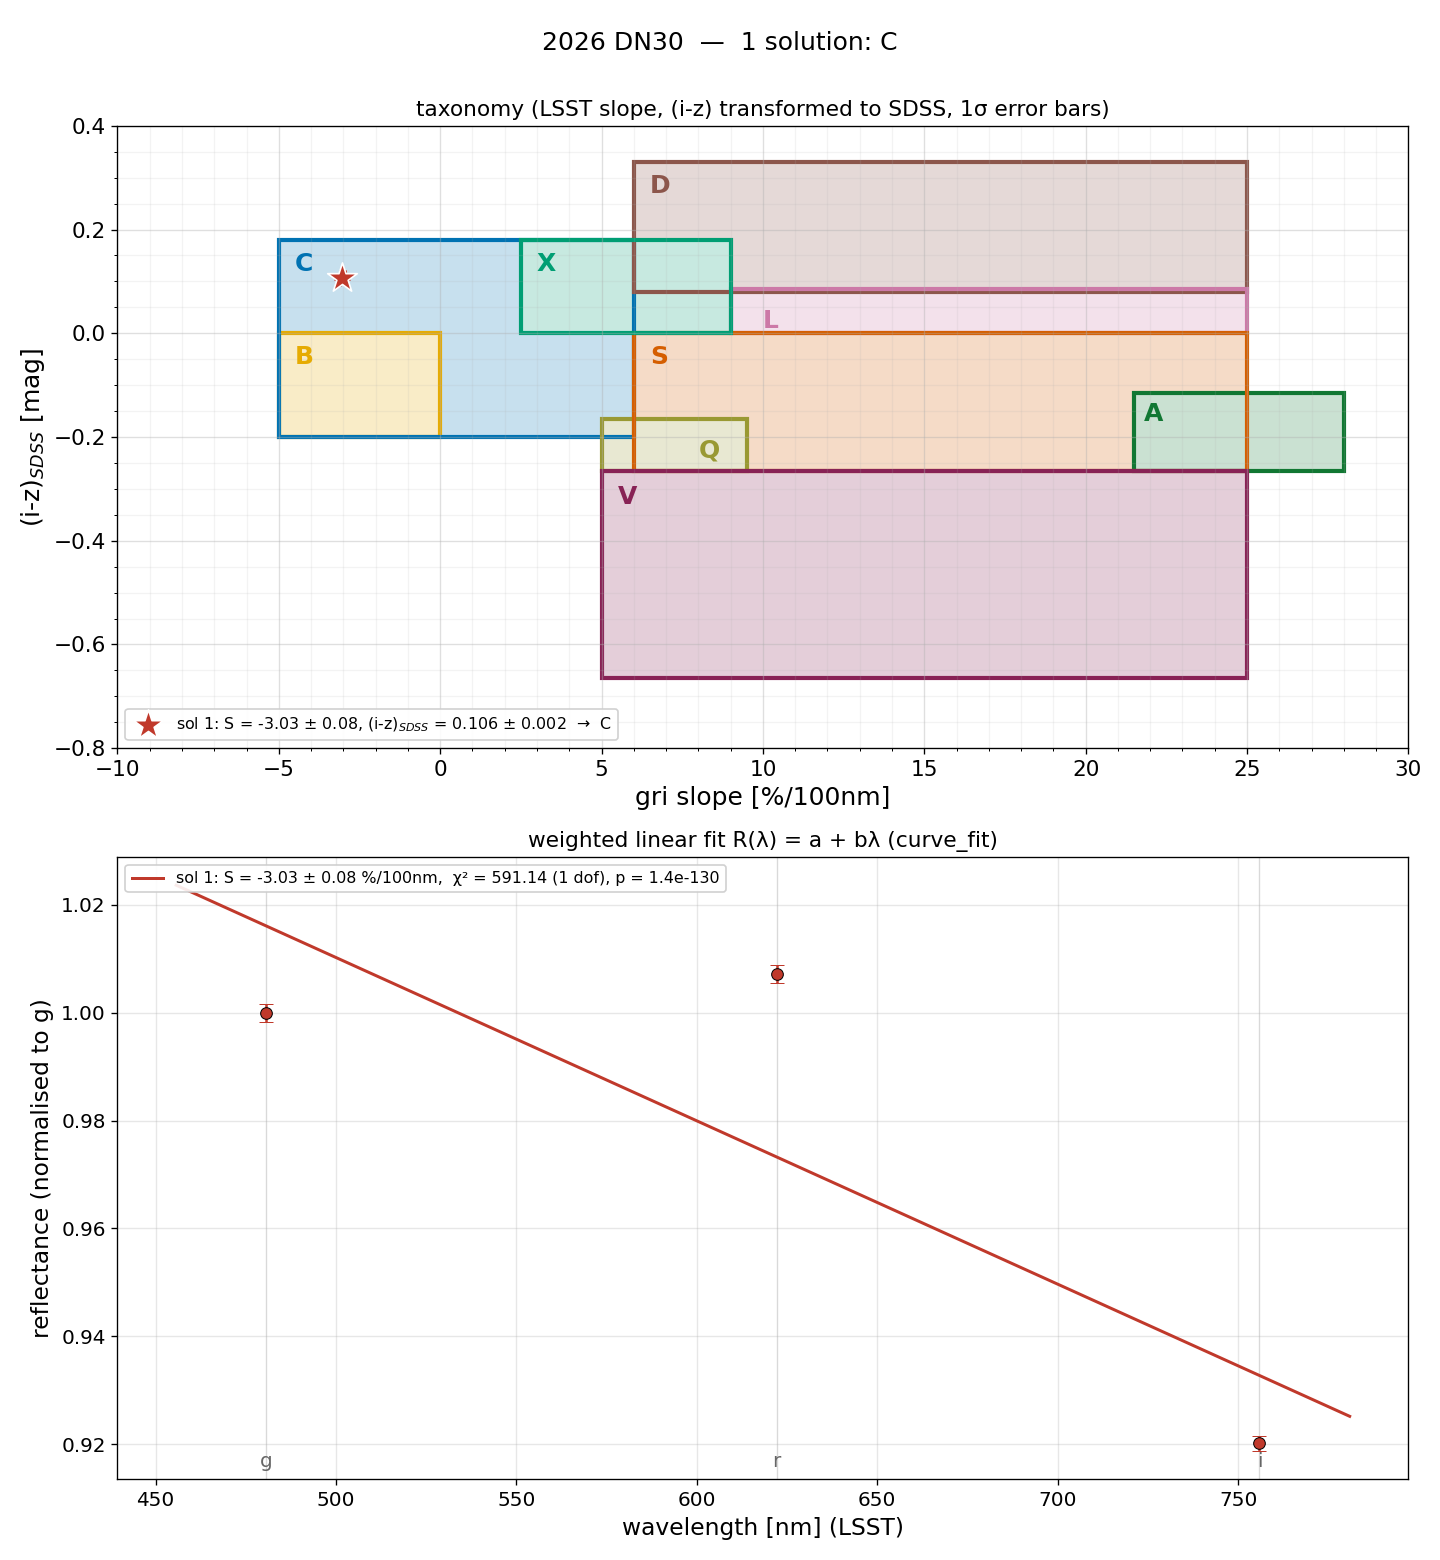 2026 DN30 — 1 solution: C
taxonomy (LSST slope, (i-z) transformed to SDSS, 1σ error bars)
0.4
0.2
0.0
−0.2
−0.4
−0.6
−0.8
(i-z)SDSS [mag]
D
C
X
L
B
S
A
Q
V
sol 1: S = -3.03 ± 0.08, (i-z)SDSS = 0.106 ± 0.002 → C
−10
−5
0
5
10
15
20
25
30
gri slope [%/100nm]
weighted linear fit R(λ) = a + bλ (curve_fit)
sol 1: S = -3.03 ± 0.08 %/100nm, χ² = 591.14 (1 dof), p = 1.4e-130
1.02
1.00
0.98
0.96
0.94
0.92
reflectance (normalised to g)
g
r
i
450
500
550
600
650
700
750
wavelength [nm] (LSST)